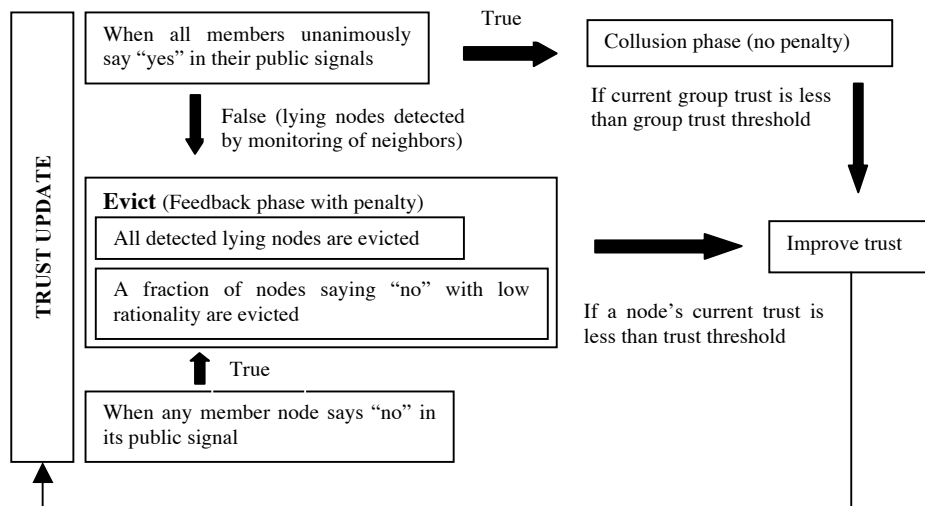 TRUST UPDATE
When all members unanimously
say “yes” in their public signals
True
Collusion phase (no penalty)
False (lying nodes detected
by monitoring of neighbors)
If current group trust is less
than group trust threshold
Evict (Feedback phase with penalty)
All detected lying nodes are evicted
A fraction of nodes saying “no” with low
rationality are evicted
Improve trust
If a node’s current trust is
less than trust threshold
True
When any member node says “no” in
its public signal